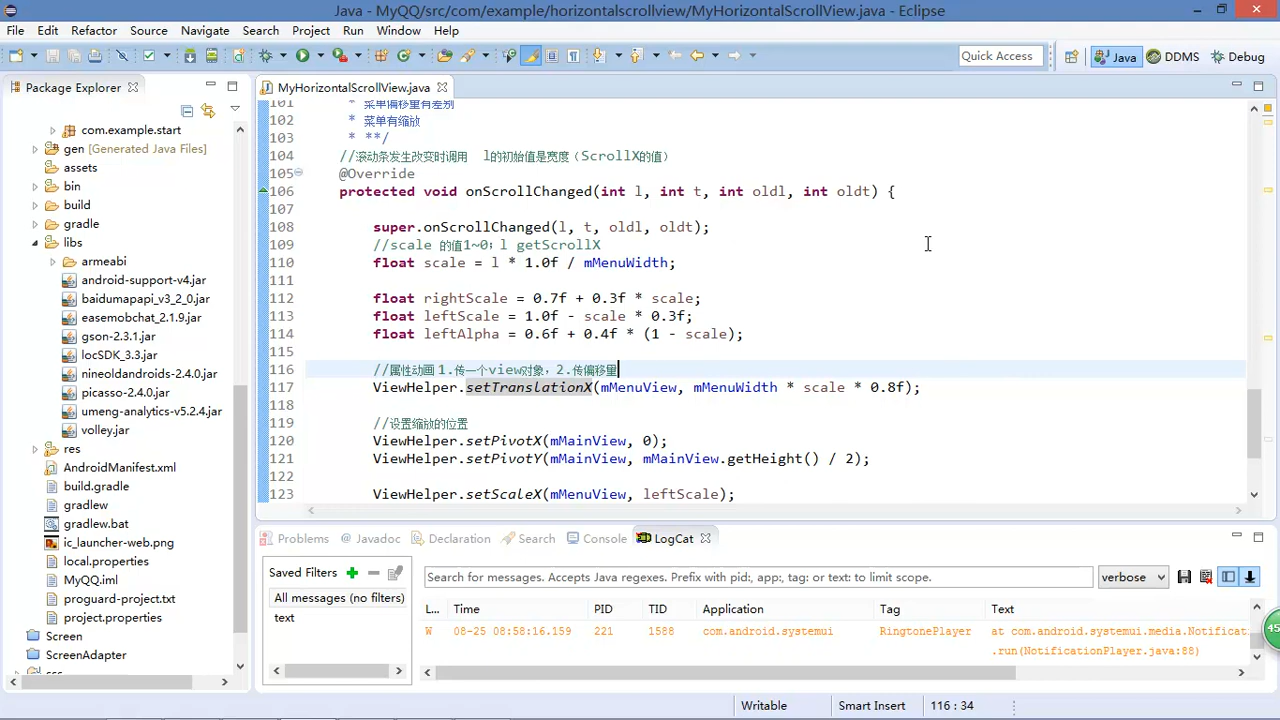 Java - MyQQ/src/com/example/horizontalscrollview/MyHorizontalScrollView.java - Eclipse
File Edit Refactor Source Navigate Search Project Run Window Help
Quick Access
Java
DDMS
Debug
Package Explorer
com.example.start
gen [Generated Java Files]
assets
bin
build
gradle
libs
armeabi
android-support-v4.jar
baidumapapi_v3_2_0.jar
easemobchat_2.1.9.jar
gson-2.3.1.jar
locSDK_3.3.jar
nineoldandroids-2.4.0.jar
picasso-2.4.0.jar
umeng-analytics-v5.2.4.jar
volley.jar
res
AndroidManifest.xml
build.gradle
gradlew
gradlew.bat
ic_launcher-web.png
local.properties
MyQQ.iml
proguard-project.txt
project.properties
Screen
ScreenAdapter
MyHorizontalScrollView.java
101 * 菜单偏移量有差别
102 * 菜单有缩放
103 * **/
104 //滚动条发生改变时调用 l的初始值是宽度（ScrollX的值）
105 @Override
106 protected void onScrollChanged(int l, int t, int oldl, int oldt) {
107
108 super.onScrollChanged(l, t, oldl, oldt);
109 //scale 的值1~0；l getScrollX
110 float scale = l * 1.0f / mMenuWidth;
111
112 float rightScale = 0.7f + 0.3f * scale;
113 float leftScale = 1.0f - scale * 0.3f;
114 float leftAlpha = 0.6f + 0.4f * (1 - scale);
115
116 //属性动画 1.传一个view对象，2.传偏移量
117 ViewHelper.setTranslationX(mMenuView, mMenuWidth * scale * 0.8f);
118
119 //设置缩放的位置
120 ViewHelper.setPivotX(mMainView, 0);
121 ViewHelper.setPivotY(mMainView, mMainView.getHeight() / 2);
122
123 ViewHelper.setScaleX(mMenuView, leftScale);
Problems Javadoc Declaration Search Console LogCat
Saved Filters
All messages (no filters)
text
Search for messages. Accepts Java regexes. Prefix with pid:, app:, tag: or text: to limit scope.
verbose
L... Time PID TID Application Tag Text
W 08-25 08:58:16.159 221 1588 com.android.systemui RingtonePlayer at com.android.systemui.media.Notificat
.run(NotificationPlayer.java:88)
45
Writable Smart Insert 116 : 34